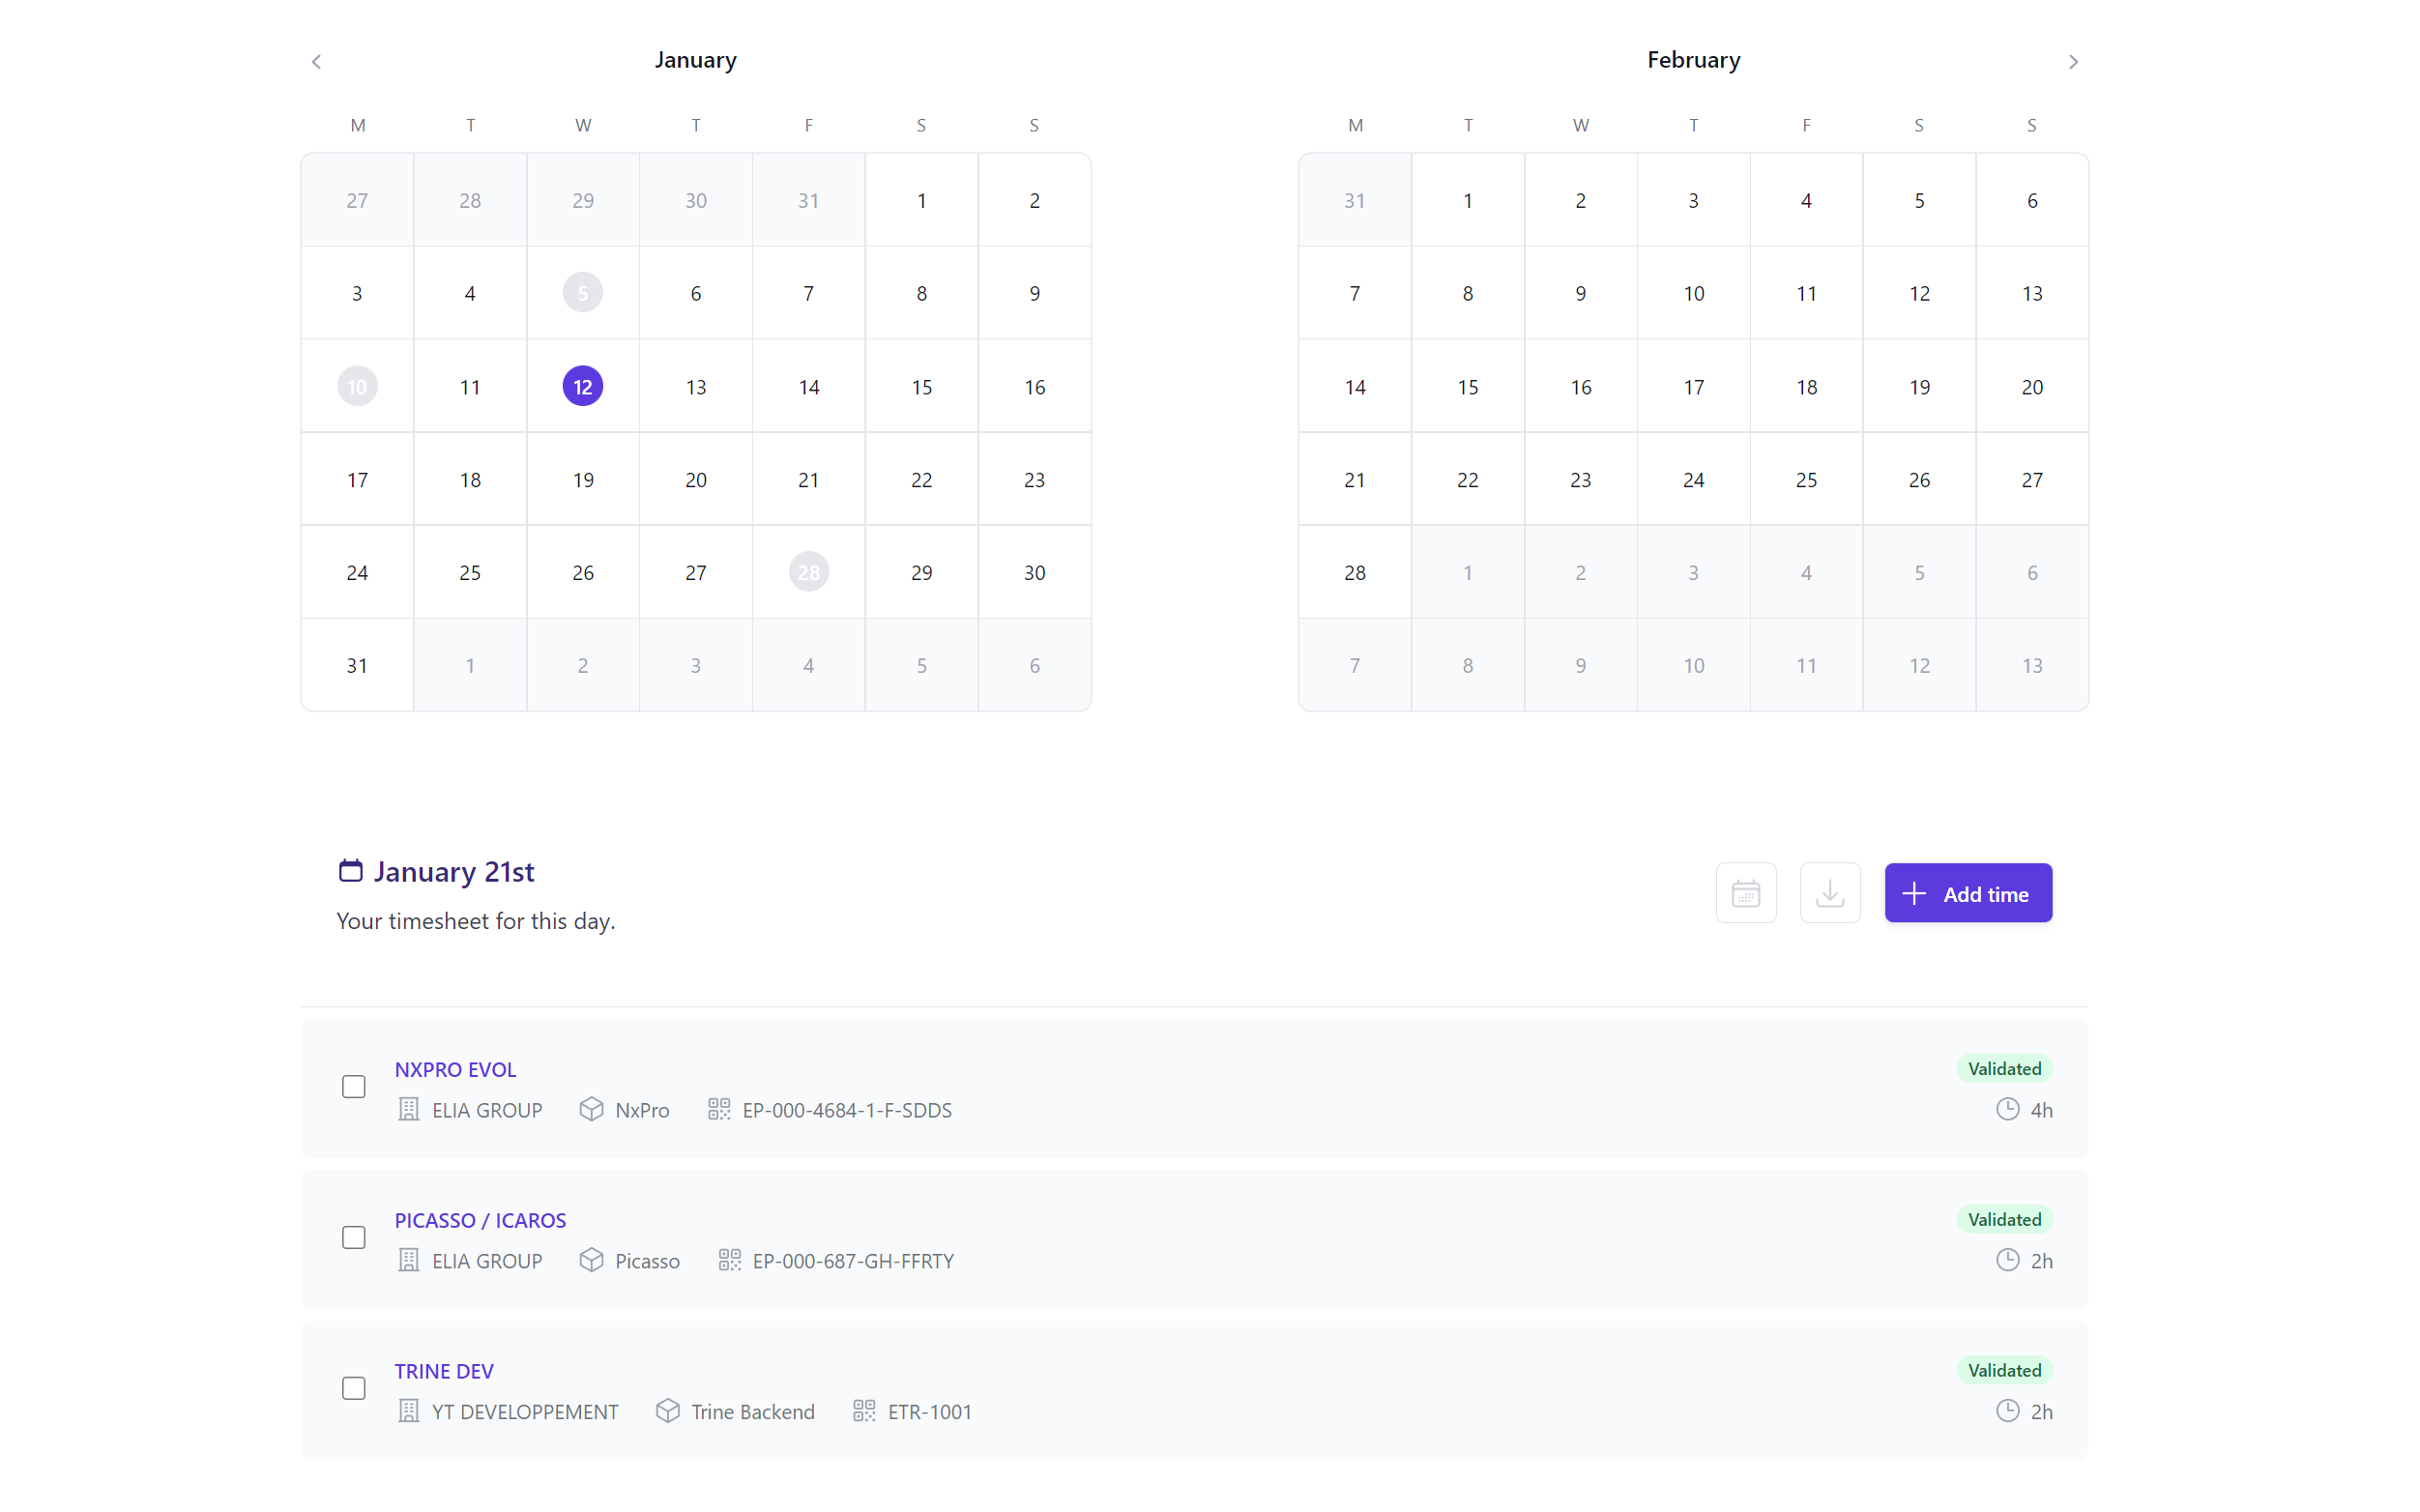 January
M T W T F S S
27 28 29 30 31 1 2
3 4 5 6 7 8 9
10 11 12 13 14 15 16
17 18 19 20 21 22 23
24 25 26 27 28 29 30
31 1 2 3 4 5 6
February
M T W T F S S
31 1 2 3 4 5 6
7 8 9 10 11 12 13
14 15 16 17 18 19 20
21 22 23 24 25 26 27
28 1 2 3 4 5 6
7 8 9 10 11 12 13
January 21st
Your timesheet for this day.
Add time
NXPRO EVOL
Validated
ELIA GROUP NxPro EP-000-4684-1-F-SDDS
4h
PICASSO / ICAROS
Validated
ELIA GROUP Picasso EP-000-687-GH-FFRTY
2h
TRINE DEV
Validated
YT DEVELOPPEMENT Trine Backend ETR-1001
2h